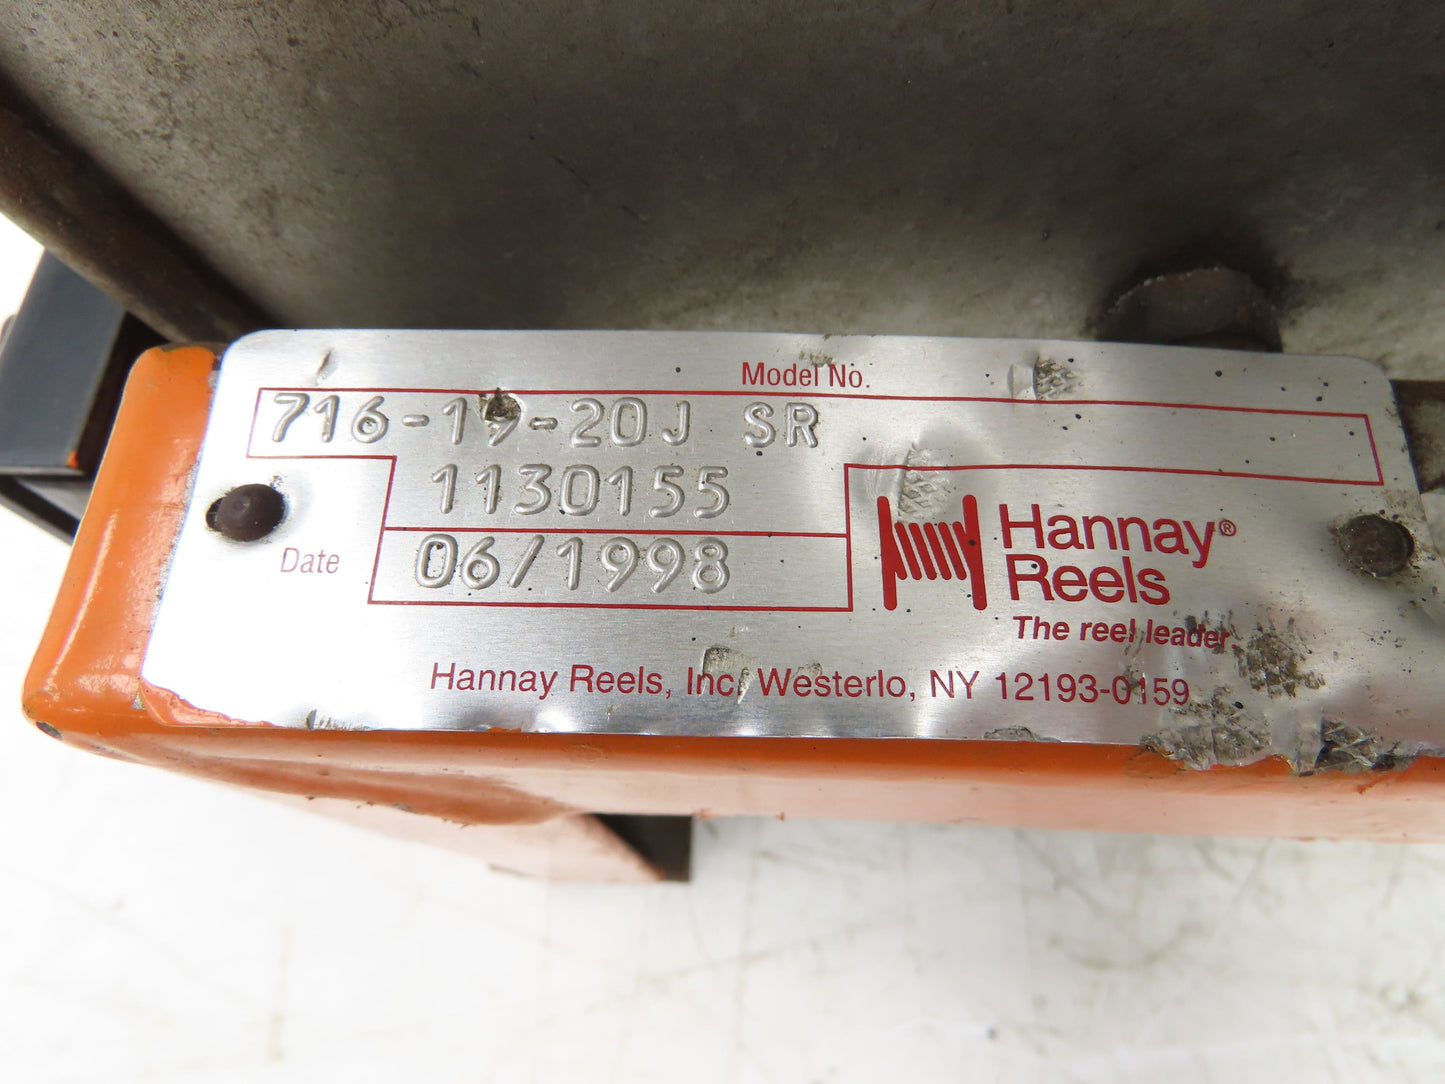 Model No.
716-19-20J SR
1130155
Date 06/1998
Hannay®
Reels
The reel leader
Hannay Reels, Inc. Westerlo, NY 12193-0159